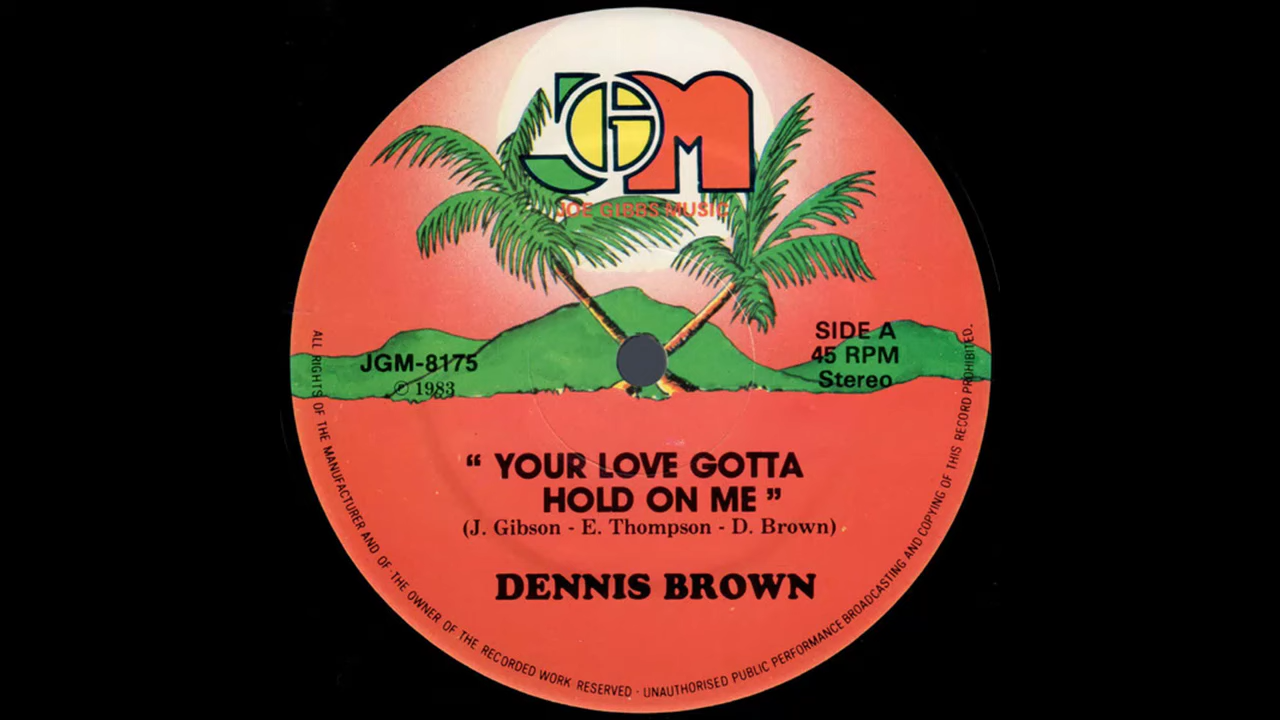 JGM
JOE GIBBS MUSIC
JGM-8175
℗ 1983
SIDE A
45 RPM
Stereo
“ YOUR LOVE GOTTA
HOLD ON ME ”
(J. Gibson - E. Thompson - D. Brown)
DENNIS BROWN
ALL RIGHTS OF THE MANUFACTURER AND OF THE OWNER OF THE RECORDED WORK RESERVED · UNAUTHORISED PUBLIC PERFORMANCE BROADCASTING AND COPYING OF THIS RECORD PROHIBITED.